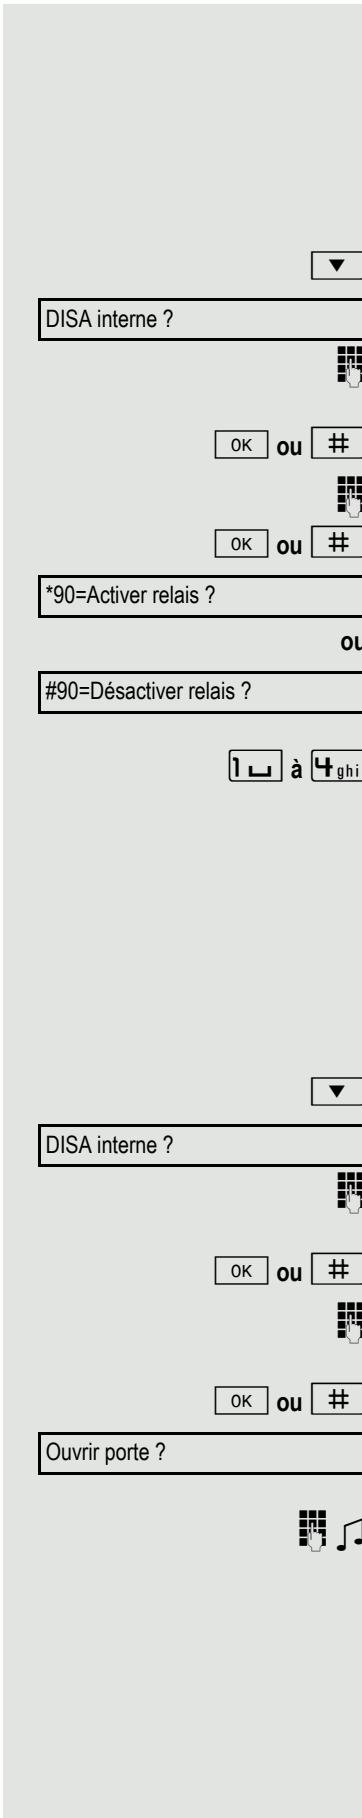 DISA interne ?
OK ou #
OK ou #
*90=Activer relais ?
ou
#90=Désactiver relais ?
1 à 4 ghi
DISA interne ?
OK ou #
OK ou #
Ouvrir porte ?